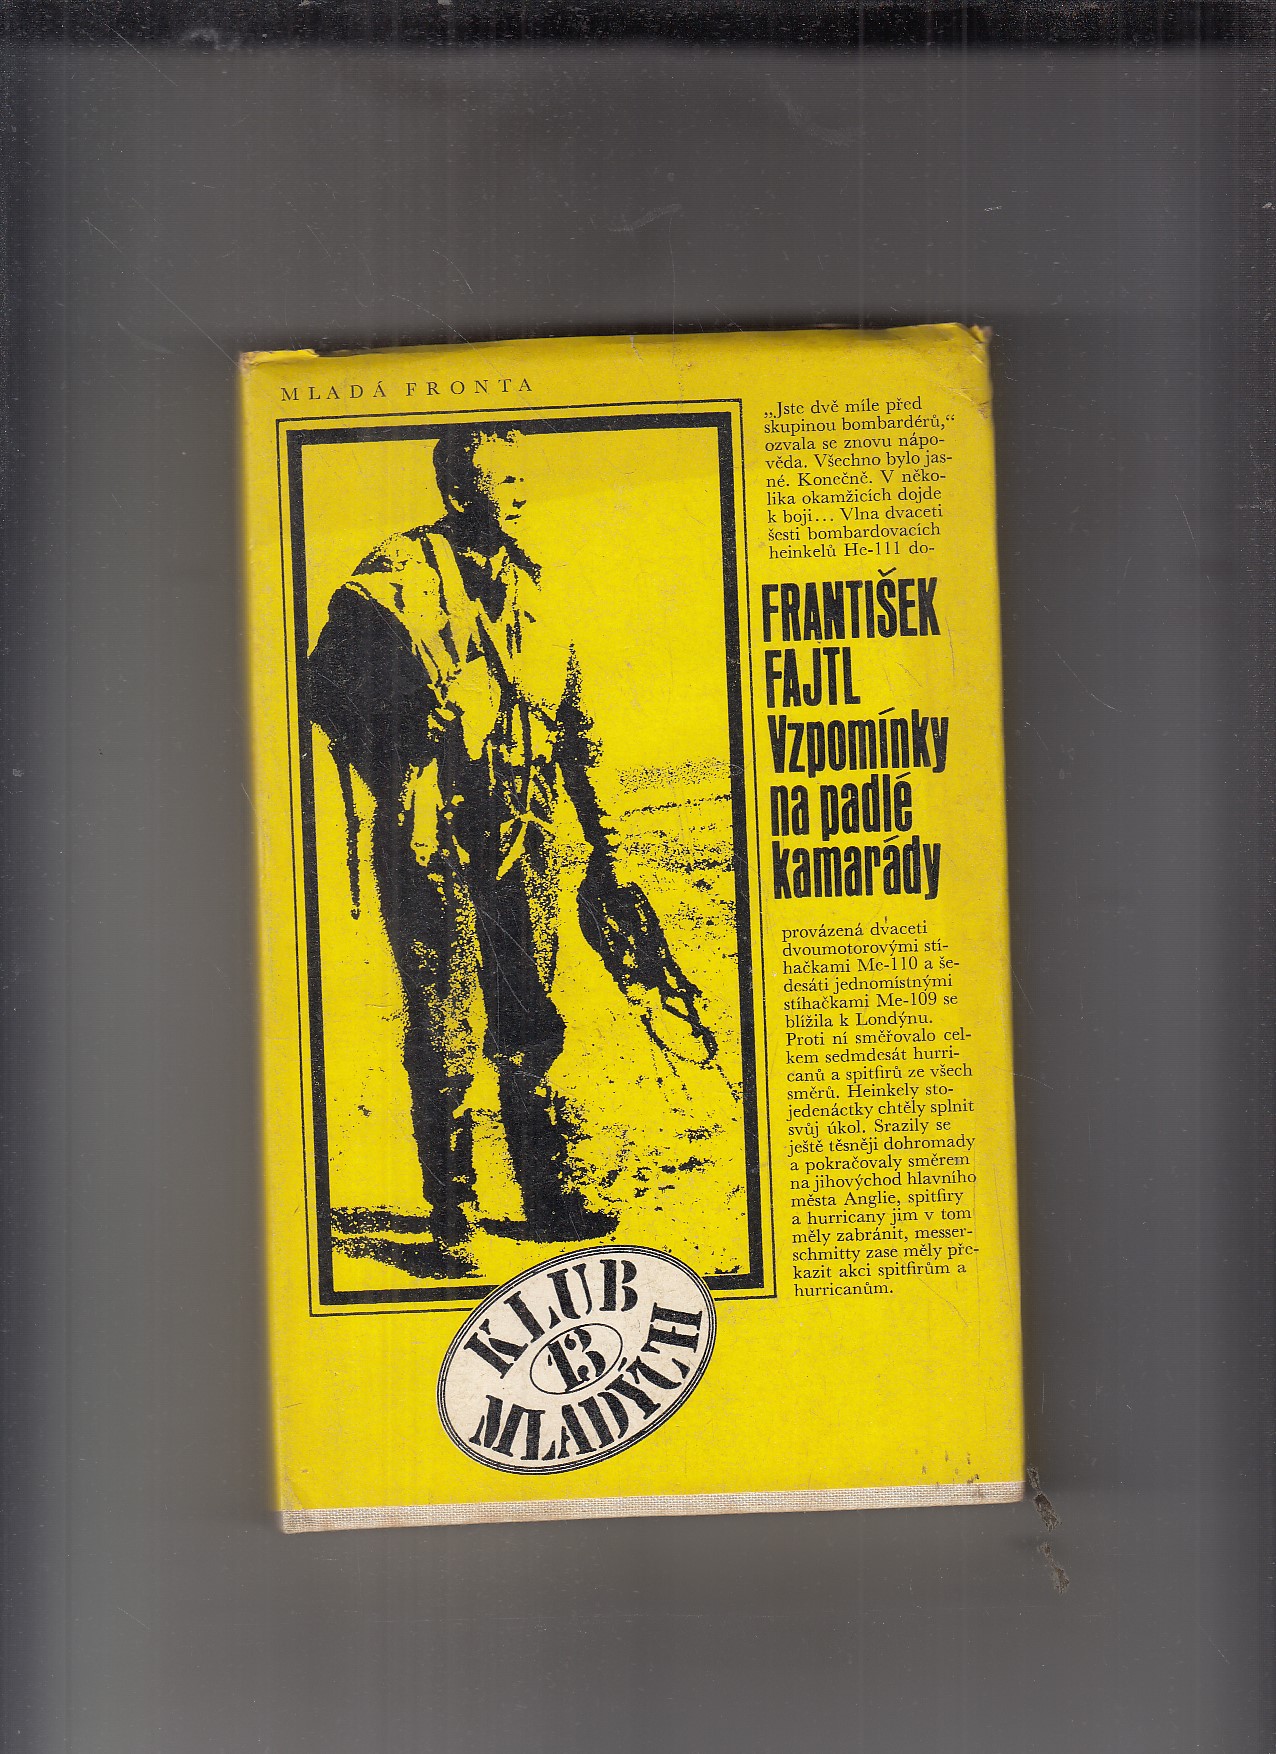 MLADÁ FRONTA
„Jste dvě míle před
skupinou bombardérů,“
ozvala se znovu nápo-
věda. Všechno bylo jas-
né. Konečně. V něko-
lika okamžicích dojde
k boji... Vlna dvaceti
šesti bombardovacích
heinkelů He-111 do-
FRANTIŠEK
FAJTL
Vzpomínky
na padlé
kamarády
provázená dvaceti
dvoumotorovými stí-
hačkami Me-110 a še-
desáti jednomístnými
stíhačkami Me-109 se
blížila k Londýnu.
Proti ní směřovalo cel-
kem sedmdesát hurri-
canů a spitfirů ze všech
směrů. Heinkely sto-
jedenáctky chtěly splnit
svůj úkol. Srazily se
ještě těsněji dohromady
a pokračovaly směrem
na jihovýchod hlavního
města Anglie, spitfiry
a hurricany jim v tom
měly zabránit, messer-
schmitty zase měly pře-
kazit akci spitfirům a
hurricanům.
KLUB
13
MLADÝCH